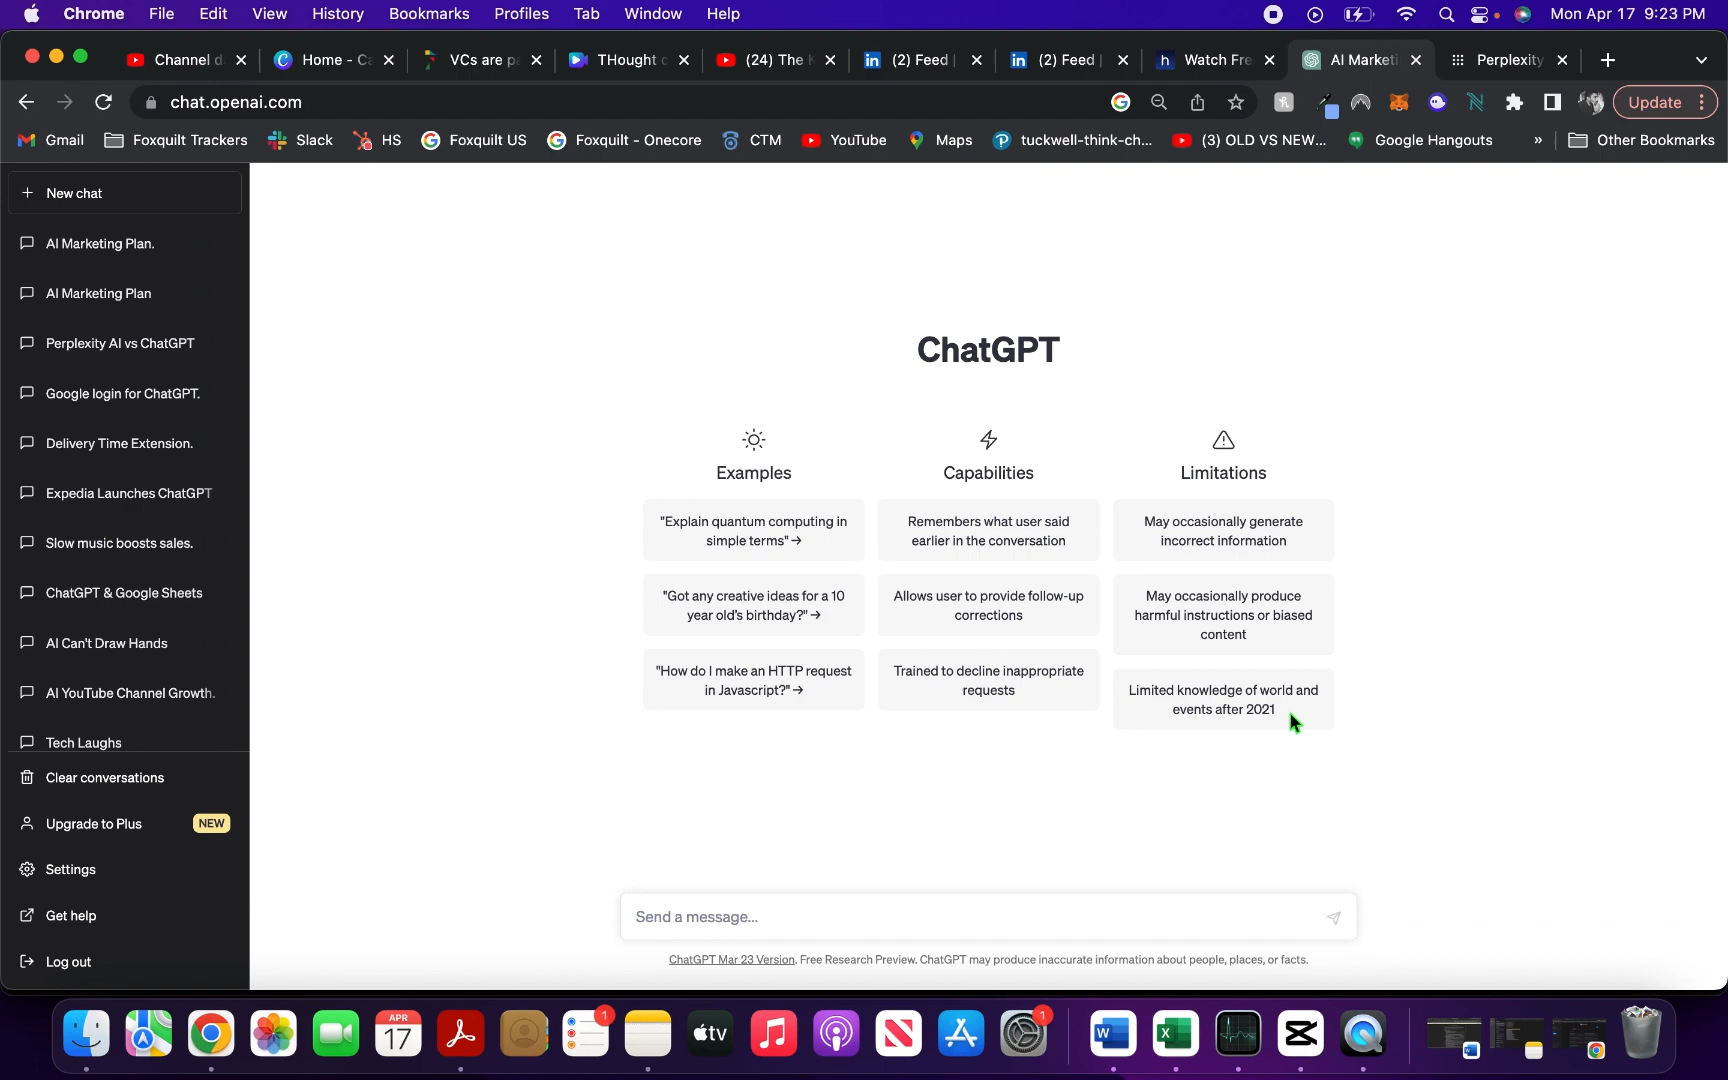 Chrome File Edit View History Bookmarks Profiles Tab Window Help Mon Apr 17 9:23 PM
Channel d Home - Ca VCs are pa THought c (24) The K (2) Feed | (2) Feed | Watch Fre AI Marketi Perplexity
chat.openai.com Update
Gmail Foxquilt Trackers Slack HS Foxquilt US Foxquilt - Onecore CTM YouTube Maps tuckwell-think-ch... (3) OLD VS NEW... Google Hangouts » Other Bookmarks
New chat
AI Marketing Plan.
AI Marketing Plan
Perplexity AI vs ChatGPT
Google login for ChatGPT.
Delivery Time Extension.
Expedia Launches ChatGPT
Slow music boosts sales.
ChatGPT & Google Sheets
AI Can't Draw Hands
AI YouTube Channel Growth.
Tech Laughs
Clear conversations
Upgrade to Plus NEW
Settings
Get help
Log out
ChatGPT
Examples
"Explain quantum computing in
simple terms" →
"Got any creative ideas for a 10
year old's birthday?" →
"How do I make an HTTP request
in Javascript?" →
Capabilities
Remembers what user said
earlier in the conversation
Allows user to provide follow-up
corrections
Trained to decline inappropriate
requests
Limitations
May occasionally generate
incorrect information
May occasionally produce
harmful instructions or biased
content
Limited knowledge of world and
events after 2021
Send a message...
ChatGPT Mar 23 Version. Free Research Preview. ChatGPT may produce inaccurate information about people, places, or facts.
APR
17
1
tv
1